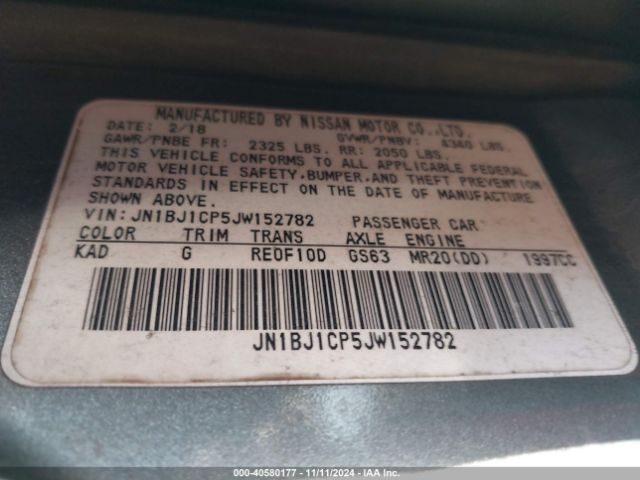 MANUFACTURED BY NISSAN MOTOR CO.,LTD.
DATE: 2/18 GVWR/PNBV: 4340 LBS.
GAWR/PNBE FR: 2325 LBS. RR: 2050 LBS.
THIS VEHICLE CONFORMS TO ALL APPLICABLE FEDERAL
MOTOR VEHICLE SAFETY, BUMPER, AND THEFT PREVENTION
STANDARDS IN EFFECT ON THE DATE OF MANUFACTURE
SHOWN ABOVE.
VIN: JN1BJ1CP5JW152782 PASSENGER CAR
COLOR TRIM TRANS AXLE ENGINE
KAD G RE0F10D GS63 MR20(DD) 1997CC
JN1BJ1CP5JW152782
000-40580177 - 11/11/2024 - IAA Inc.